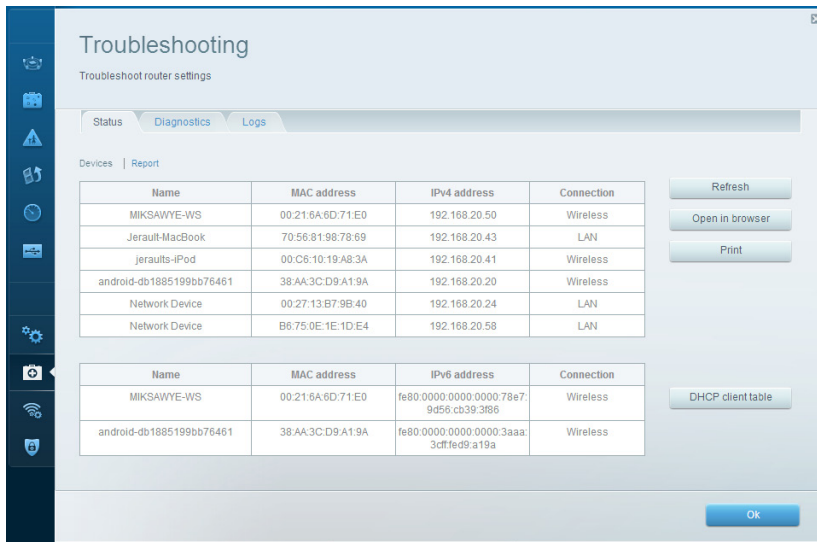 Troubleshooting
Troubleshoot router settings
Status Diagnostics Logs
Devices | Report
Name MAC address IPv4 address Connection
MIKSAWYE-WS 00:21:6A:6D:71:E0 192.168.20.50 Wireless
Jerault-MacBook 70:56:81:98:78:69 192.168.20.43 LAN
jeraults-iPod 00:C6:10:19:A8:3A 192.168.20.41 Wireless
android-db1885199bb76461 38:AA:3C:D9:A1:9A 192.168.20.20 Wireless
Network Device 00:27:13:B7:9B:40 192.168.20.24 LAN
Network Device B6:75:0E:1E:1D:E4 192.168.20.58 LAN
Refresh
Open in browser
Print
Name MAC address IPv6 address Connection
MIKSAWYE-WS 00:21:6A:6D:71:E0 fe80:0000:0000:0000:78e7: Wireless
9d56:cb39:3f86
android-db1885199bb76461 38:AA:3C:D9:A1:9A fe80:0000:0000:0000:3aaa: Wireless
3cff:fed9:a19a
DHCP client table
Ok